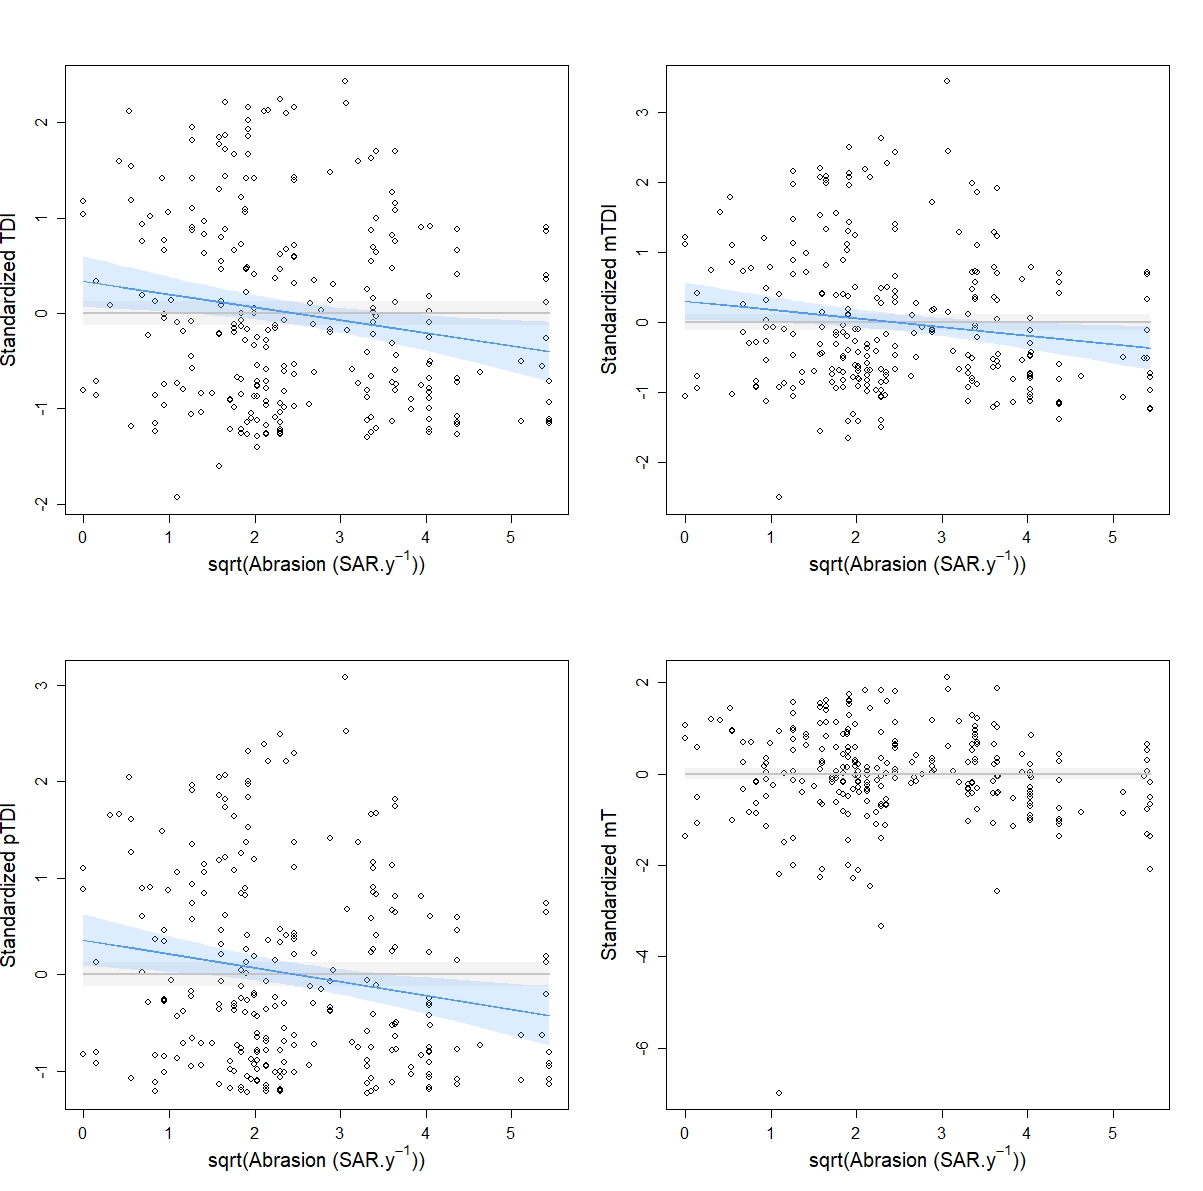 Standardized TDI
2
1
0
-1
-2
0 1 2 3 4 5
sqrt(Abrasion (SAR.y⁻¹))
Standardized mTDI
3
2
1
0
-1
-2
0 1 2 3 4 5
sqrt(Abrasion (SAR.y⁻¹))
Standardized pTDI
3
2
1
0
-1
0 1 2 3 4 5
sqrt(Abrasion (SAR.y⁻¹))
Standardized mT
2
0
-2
-4
-6
0 1 2 3 4 5
sqrt(Abrasion (SAR.y⁻¹))